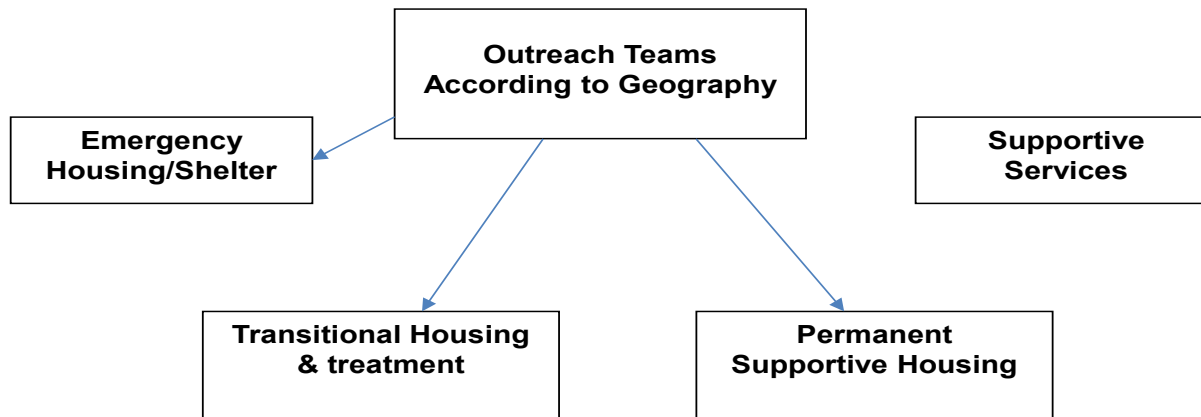 Outreach Teams
According to Geography
Emergency
Housing/Shelter
Supportive
Services
Transitional Housing
& treatment
Permanent
Supportive Housing